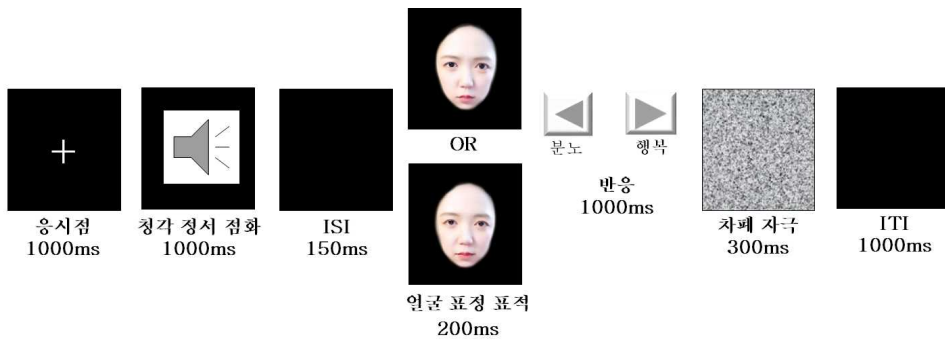 응시점
1000ms
청각 정서 점화
1000ms
ISI
150ms
OR
얼굴 표정 표적
200ms
분노
행복
반응
1000ms
차폐 자극
300ms
ITI
1000ms